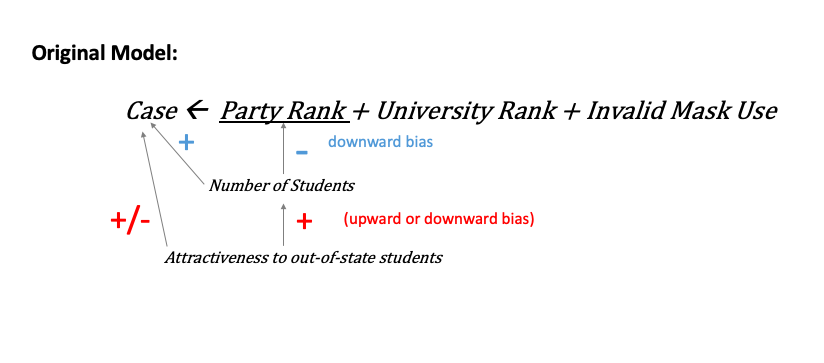 Original Model:
Case ← Party Rank + University Rank + Invalid Mask Use
+ - downward bias
Number of Students
+/- + (upward or downward bias)
Attractiveness to out-of-state students